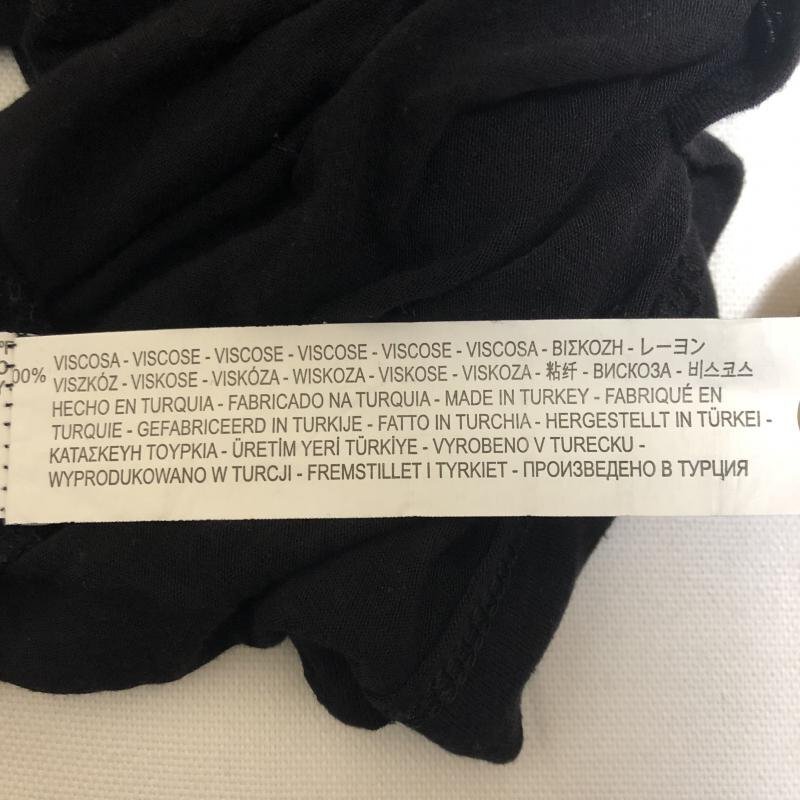 VISCOSA - VISCOSE - VISCOSE - VISCOSE - VISCOSE - VISCOSA - ΒΙΣΚΟΖΗ - レーヨン
00% VISZKÓZ - VISKOSE - VISKÓZA - WISKOZA - VISKOSE - VISKOZA - 粘纤 - ВИСКОЗА - 비스코스
HECHO EN TURQUIA - FABRICADO NA TURQUIA - MADE IN TURKEY - FABRIQUÉ EN
TURQUIE - GEFABRICEERD IN TURKIJE - FATTO IN TURCHIA - HERGESTELLT IN TÜRKEI -
ΚΑΤΑΣΚΕΥΗ ΤΟΥΡΚΙΑ - ÜRETİM YERİ TÜRKİYE - VYROBENO V TURECKU -
WYPRODUKOWANO W TURCJI - FREMSTILLET I TYRKIET - ПРОИЗВЕДЕНО В ТУРЦИЯ